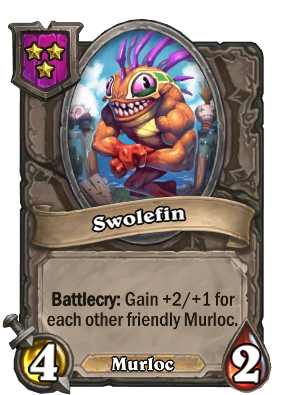 Swolefin
Battlecry: Gain +2/+1 for
each other friendly Murloc.
4
Murloc
2